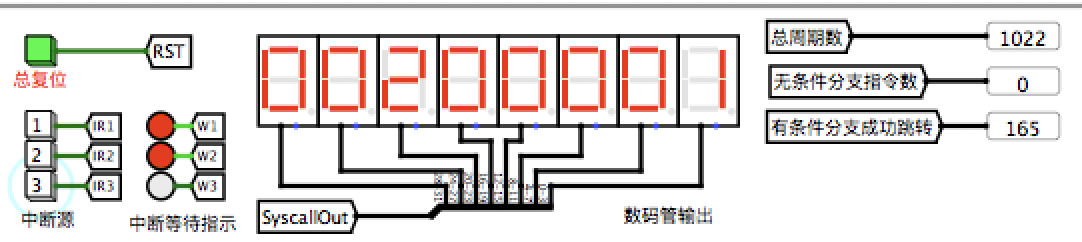 RST
总复位
1 IR1 W1
2 IR2 W2
3 IR3 W3
中断源
中断等待指示
00200001
SyscallOut
数码管输出
总周期数 1022
无条件分支指令数 0
有条件分支成功跳转 165